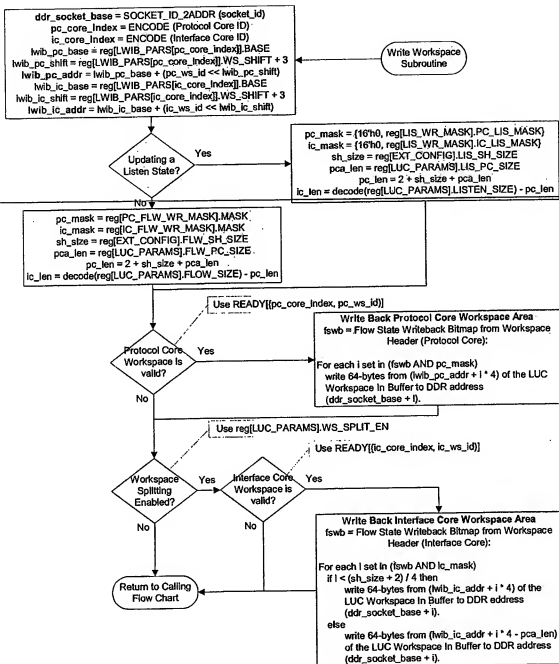 ddr_socket_base = SOCKET_ID_2ADDR (socket_id)
pc_core_Index = ENCODE (Protocol Core ID)
ic_core_Index = ENCODE (Interface Core ID)
lwib_pc_base = reg[LWIB_PARS[pc_core_index]].BASE
lwib_pc_shift = reg[LWIB_PARS[pc_core_index]].WS_SHIFT + 3
lwib_pc_addr = lwib_pc_base + (pc_ws_id << lwib_pc_shift)
lwib_ic_base = reg[LWIB_PARS[ic_core_index]].BASE
lwib_ic_shift = reg[LWIB_PARS[ic_core_index]].WS_SHIFT + 3
lwib_ic_addr = lwib_ic_base + (ic_ws_id << lwib_ic_shift)
Write Workspace
Subroutine
Updating a
Listen State?
Yes
No
pc_mask = {16'h0, reg[LIS_WR_MASK].PC_LIS_MASK}
ic_mask = {16'h0, reg[LIS_WR_MASK].IC_LIS_MASK}
sh_size = reg[EXT_CONFIG].LIS_SH_SIZE
pca_len = reg[LUC_PARAMS].LIS_PC_SIZE
pc_len = 2 + sh_size + pca_len
ic_len = decode(reg[LUC_PARAMS].LISTEN_SIZE) - pc_len
pc_mask = reg[PC_FLW_WR_MASK].MASK
ic_mask = reg[IC_FLW_WR_MASK].MASK
sh_size = reg[EXT_CONFIG].FLW_SH_SIZE
pca_len = reg[LUC_PARAMS].FLW_PC_SIZE
pc_len = 2 + sh_size + pca_len
ic_len = decode(reg[LUC_PARAMS].FLOW_SIZE) - pc_len
Use READY[{pc_core_Index, pc_ws_id}]
Protocol Core
Workspace is
valid?
Yes
No
Write Back Protocol Core Workspace Area
fswb = Flow State Writeback Bitmap from Workspace
Header (Protocol Core):
For each i set in (fswb AND pc_mask)
write 64-bytes from (lwib_pc_addr + i * 4) of the LUC
Workspace In Buffer to DDR address
(ddr_socket_base + i).
Use reg[LUC_PARAMS].WS_SPLIT_EN
Use READY[{ic_core_index, ic_ws_id}]
Workspace
Splitting
Enabled?
Yes
No
Interface Core
Workspace is
valid?
Yes
No
Write Back Interface Core Workspace Area
fswb = Flow State Writeback Bitmap from Workspace
Header (Interface Core):
For each i set in (fswb AND ic_mask)
if i < (sh_size + 2) / 4 then
write 64-bytes from (lwib_ic_addr + i * 4) of the
LUC Workspace In Buffer to DDR address
(ddr_socket_base + i).
else
write 64-bytes from (lwib_ic_addr + i * 4 - pca_len)
of the LUC Workspace In Buffer to DDR address
(ddr_socket_base + i).
Return to Calling
Flow Chart